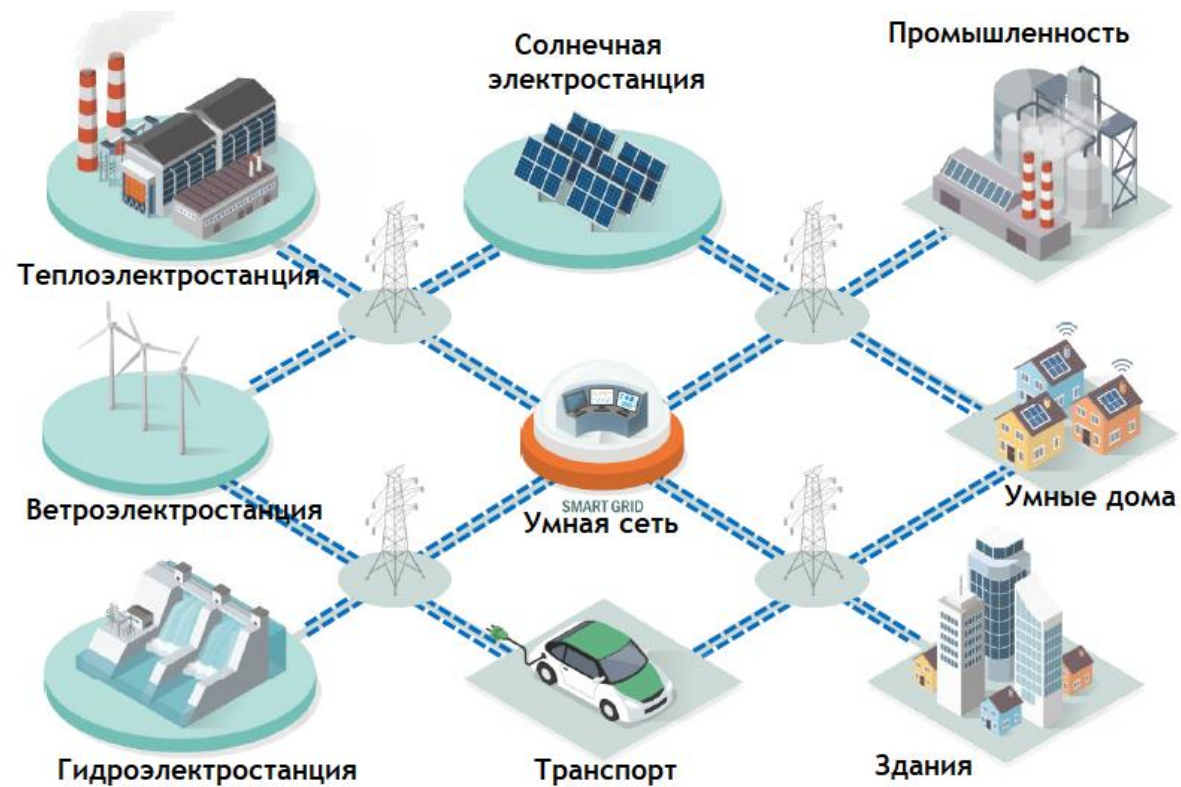 Солнечная
электростанция
Промышленность
Теплоэлектростанция
Ветроэлектростанция
SMART GRID
Умная сеть
Умные дома
Гидроэлектростанция
Транспорт
Здания